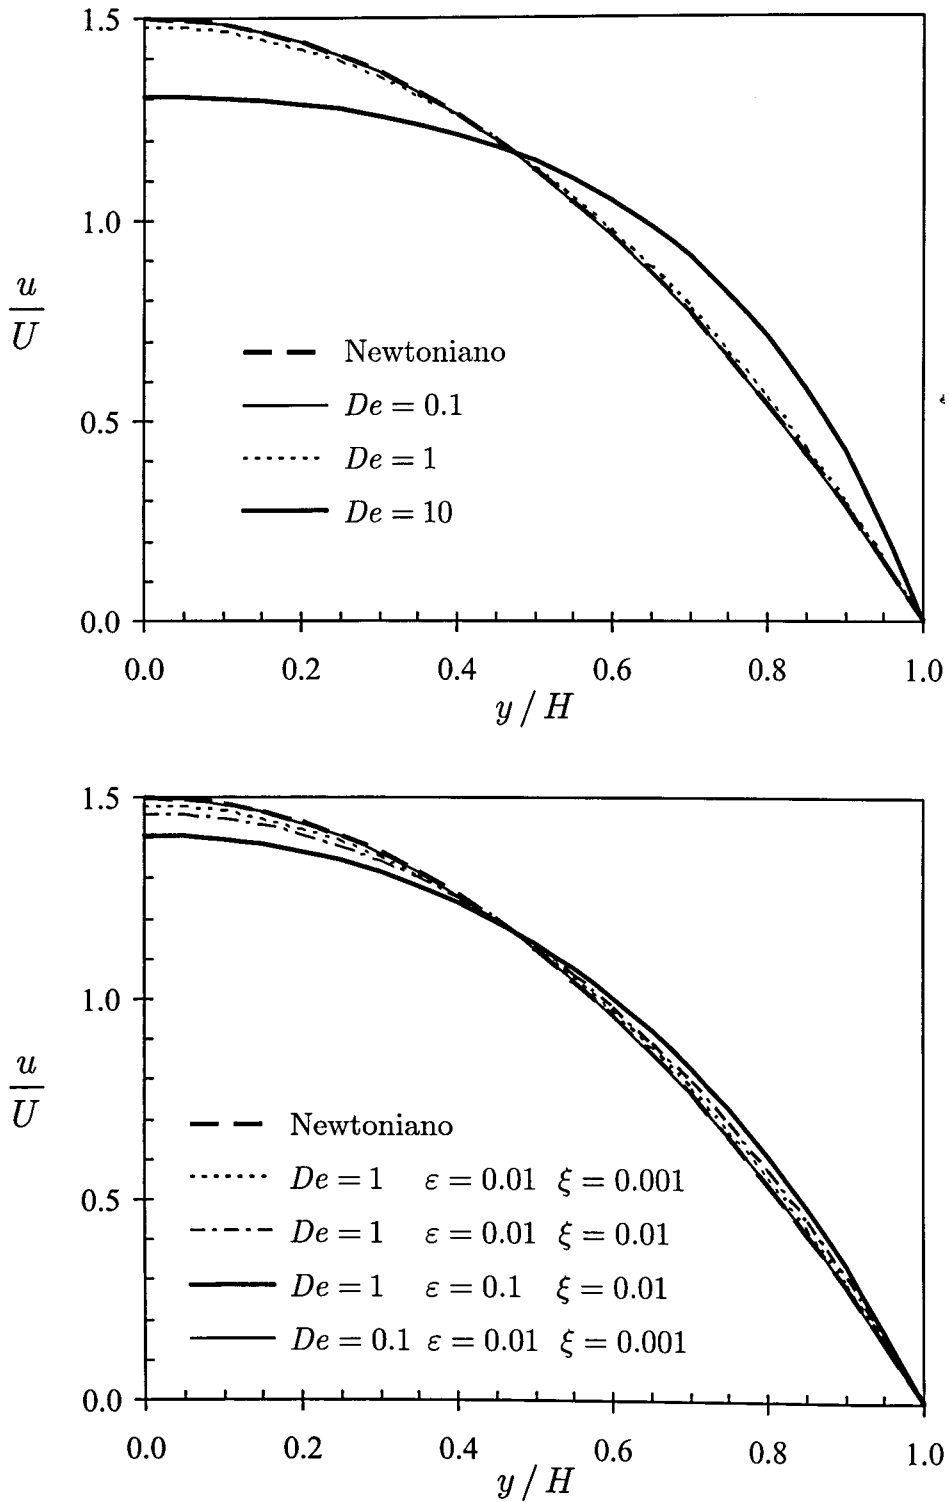 1.5
1.0
0.5
0.0
u
U
Newtoniano
De = 0.1
De = 1
De = 10
0.0 0.2 0.4 0.6 0.8 1.0
y / H
1.5
1.0
0.5
0.0
u
U
Newtoniano
De = 1 ε = 0.01 ξ = 0.001
De = 1 ε = 0.01 ξ = 0.01
De = 1 ε = 0.1 ξ = 0.01
De = 0.1 ε = 0.01 ξ = 0.001
0.0 0.2 0.4 0.6 0.8 1.0
y / H